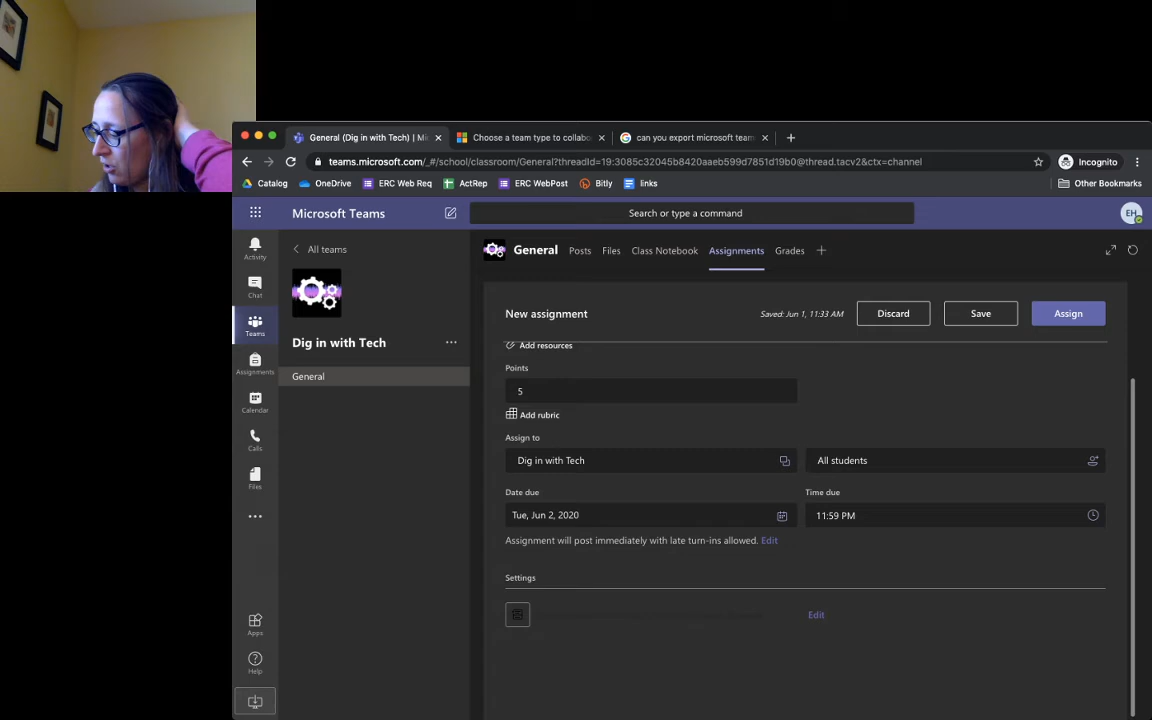 General (Dig in with Tech) | Mi
Choose a team type to collabo
can you export microsoft team
teams.microsoft.com/_#/school/classroom/General?threadId=19:3085c32045b8420aaeb599d7851d19b0@thread.tacv2&ctx=channel
Incognito
Catalog
OneDrive
ERC Web Req
ActRep
ERC WebPost
Bitly
links
Other Bookmarks
Microsoft Teams
Search or type a command
EH
Activity
Chat
Teams
Assignments
Calendar
Calls
Files
Apps
Help
All teams
Dig in with Tech
General
General Posts Files Class Notebook Assignments Grades
New assignment
Saved: Jun 1, 11:33 AM
Discard
Save
Assign
Add resources
Points
5
Add rubric
Assign to
Dig in with Tech
All students
Date due
Time due
Tue, Jun 2, 2020
11:59 PM
Assignment will post immediately with late turn-ins allowed. Edit
Settings
Edit